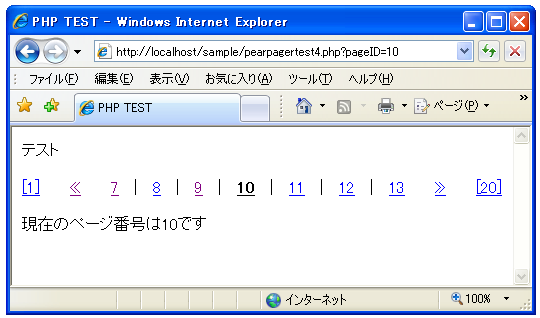 PHP TEST - Windows Internet Explorer
http://localhost/sample/pearpagertest4.php?pageID=10
ファイル(F) 編集(E) 表示(V) お気に入り(A) ツール(T) ヘルプ(H)
PHP TEST ページ(P) »
テスト
[1] ≪ 7 | 8 | 9 | 10 | 11 | 12 | 13 ≫ [20]
現在のページ番号は10です
インターネット 100%